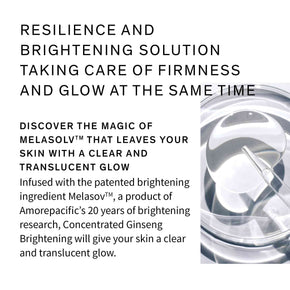 RESILIENCE AND
BRIGHTENING SOLUTION
TAKING CARE OF FIRMNESS
AND GLOW AT THE SAME TIME
DISCOVER THE MAGIC OF
MELASOLV™ THAT LEAVES YOUR
SKIN WITH A CLEAR AND
TRANSLUCENT GLOW
Infused with the patented brightening
ingredient Melasov™, a product of
Amorepacific's 20 years of brightening
research, Concentrated Ginseng
Brightening will give your skin a clear
and translucent glow.